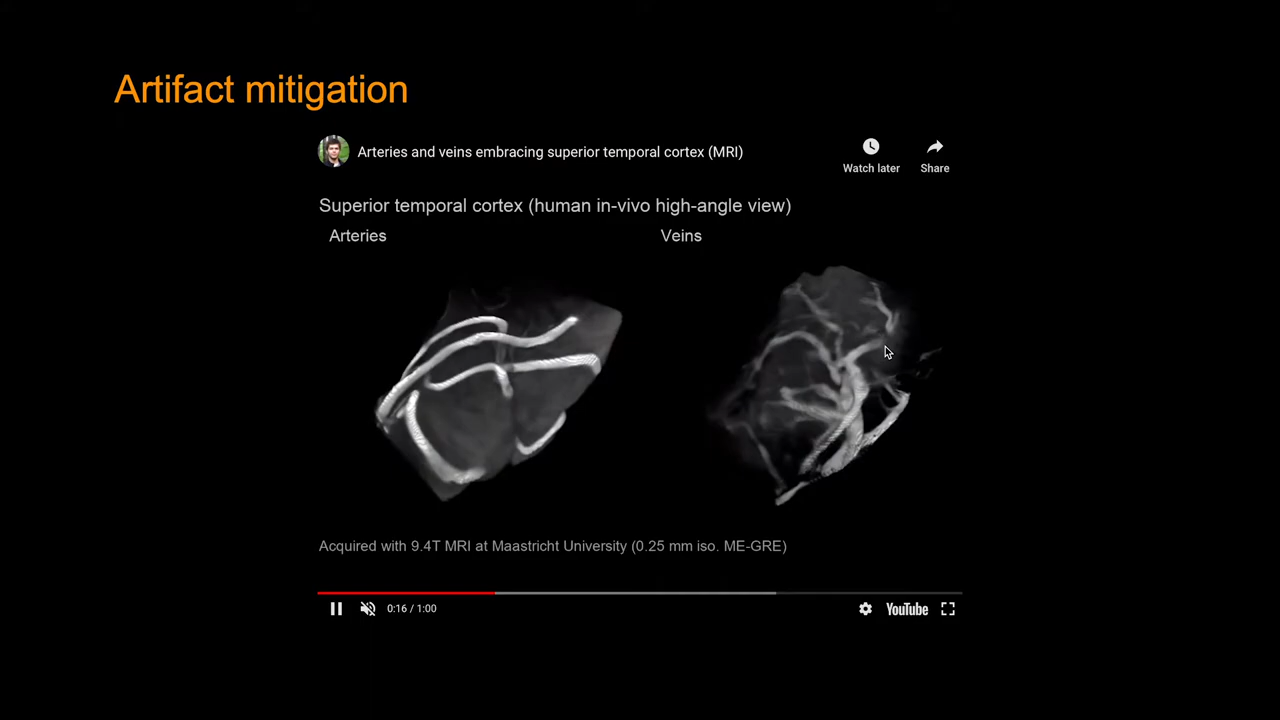 Artifact mitigation
Arteries and veins embracing superior temporal cortex (MRI)
Watch later
Share
Superior temporal cortex (human in-vivo high-angle view)
Arteries
Veins
Acquired with 9.4T MRI at Maastricht University (0.25 mm iso. ME-GRE)
0:16 / 1:00
YouTube